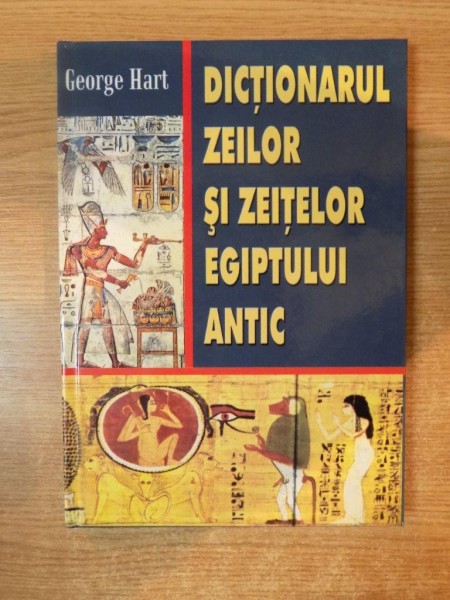 George Hart
DICȚIONARUL
ZEILOR
ȘI ZEIȚELOR
EGIPTULUI
ANTIC